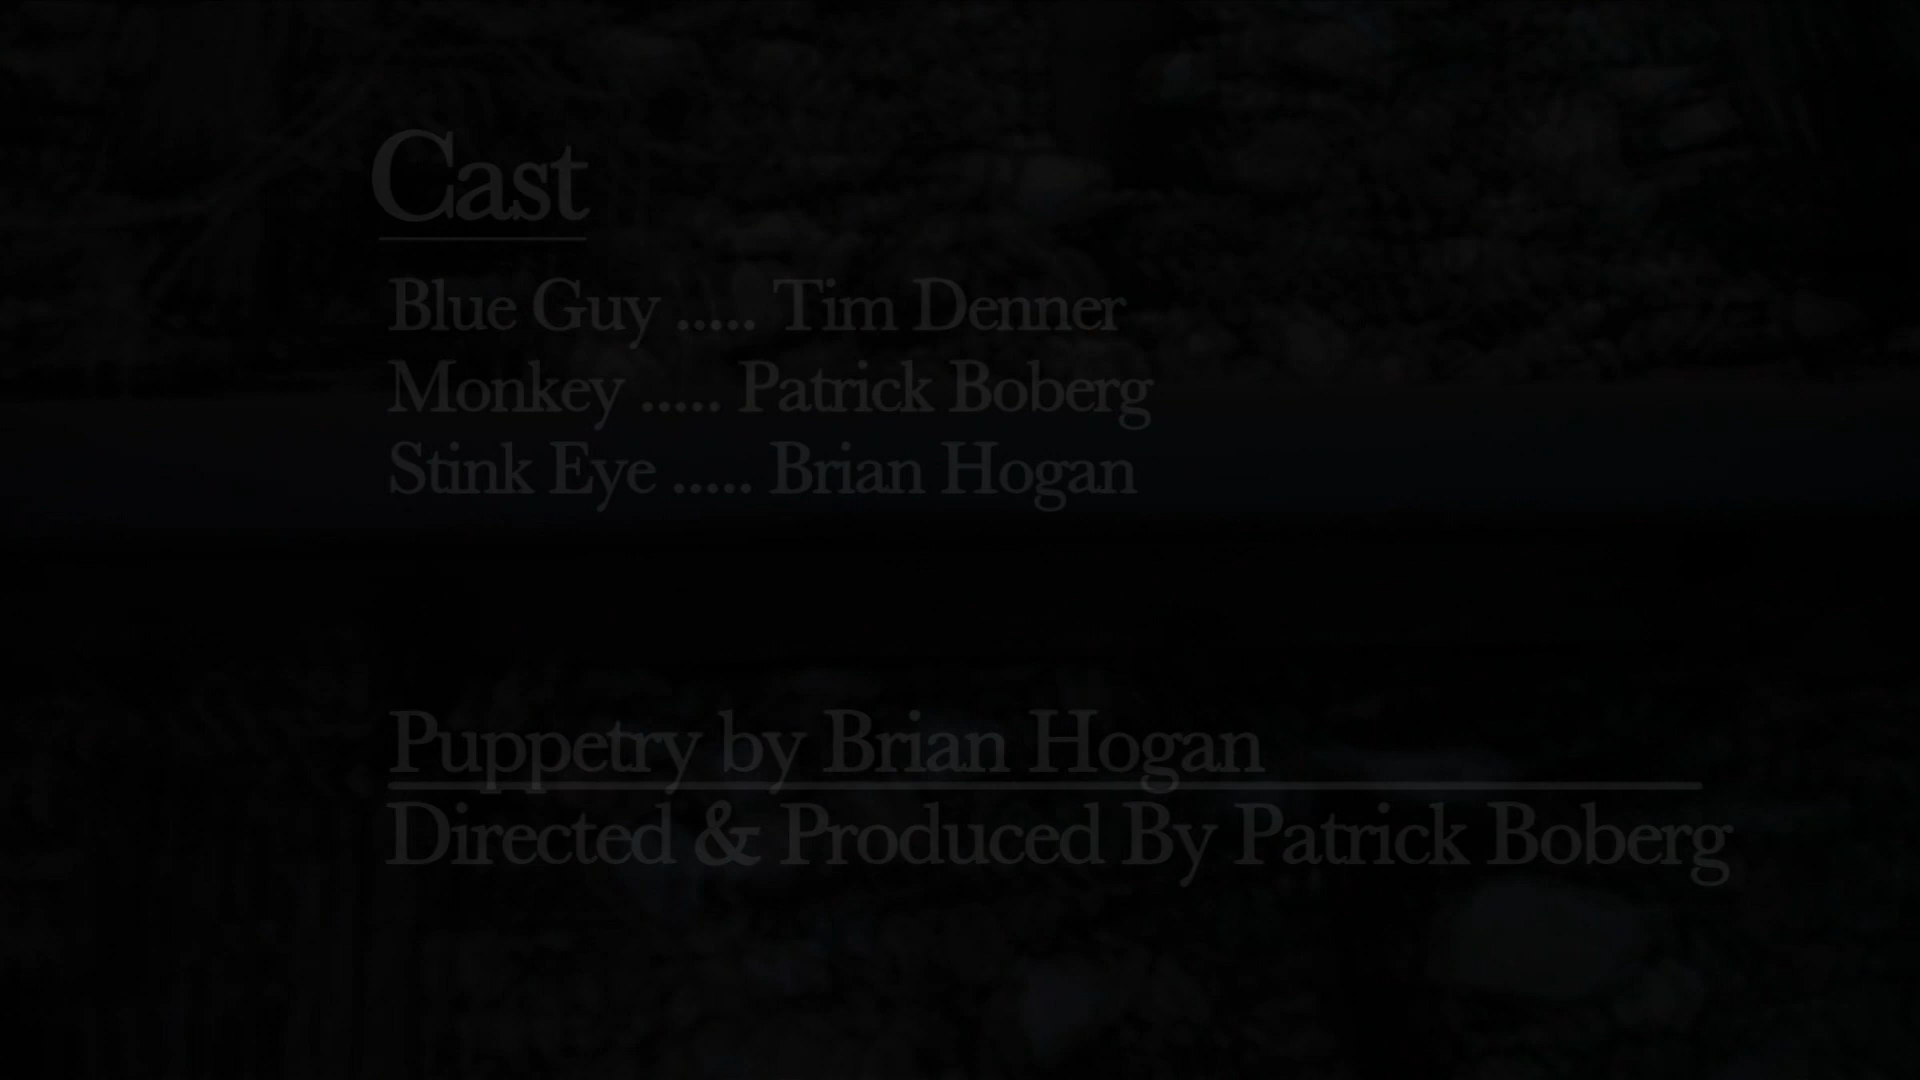 Cast
Blue Guy ..... Tim Denner
Monkey ..... Patrick Boberg
Stink Eye ..... Brian Hogan
Puppetry by Brian Hogan
Directed & Produced By Patrick Boberg